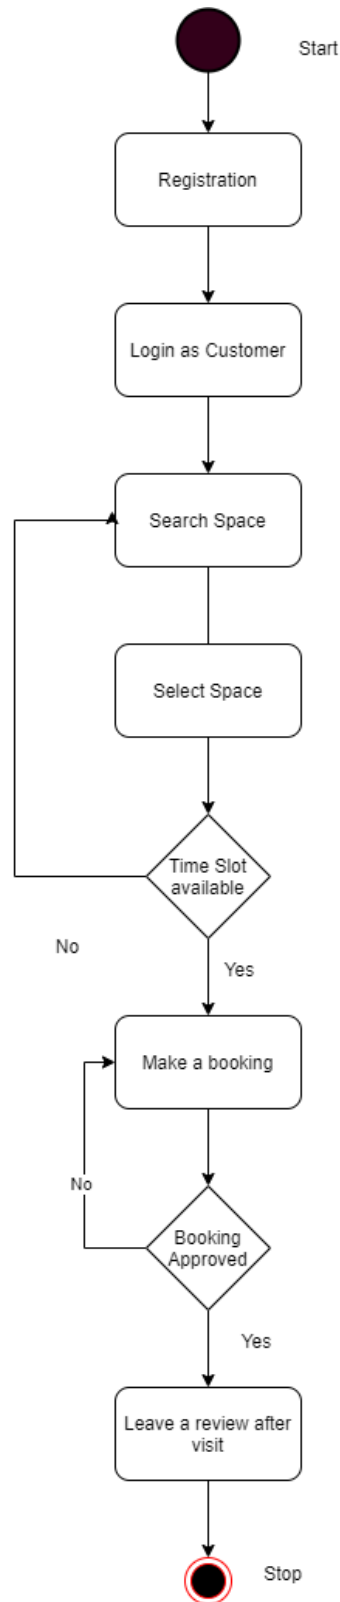 Start
Registration
Login as Customer
Search Space
Select Space
Time Slot
available
No
Yes
Make a booking
No
Booking
Approved
Yes
Leave a review after
visit
Stop